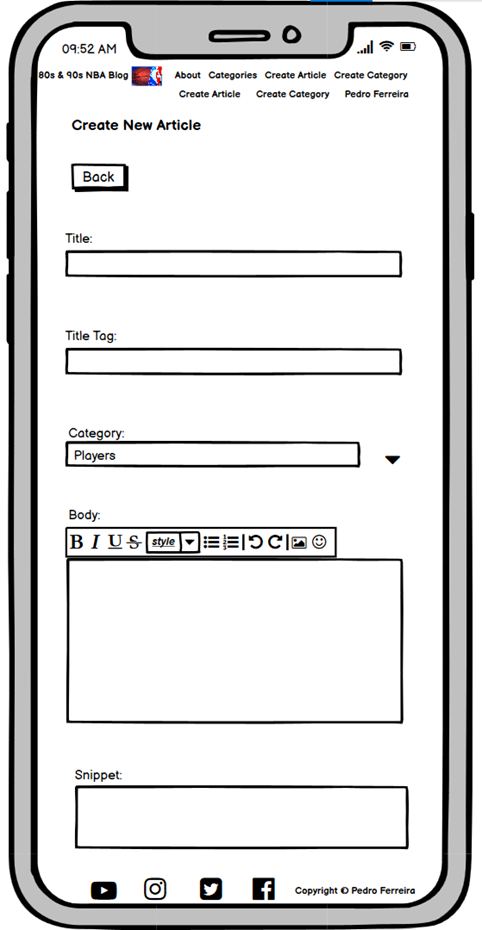 09:52 AM
80s & 90s NBA Blog About Categories Create Article Create Category
Create Article Create Category Pedro Ferreira
Create New Article
Back
Title:
Title Tag:
Category:
Players
Body:
B I U S style
Snippet:
Copyright © Pedro Ferreira